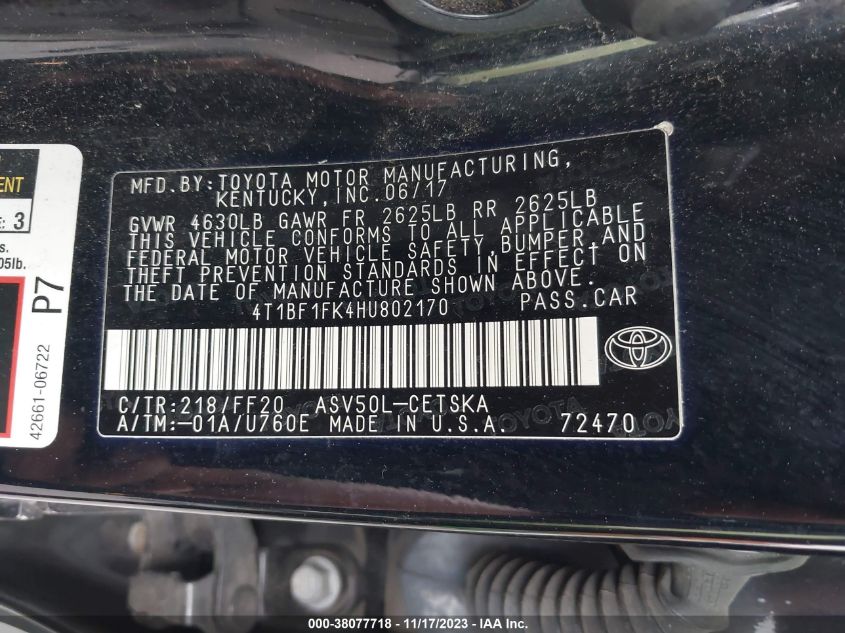 MENT
E: 3
s.
05lb.
P7
42661-06722
MFD.BY:TOYOTA MOTOR MANUFACTURING,
KENTUCKY,INC.06/17
GVWR 4630LB GAWR FR 2625LB RR 2625LB
THIS VEHICLE CONFORMS TO ALL APPLICABLE
FEDERAL MOTOR VEHICLE SAFETY,BUMPER,AND
THEFT PREVENTION STANDARDS IN EFFECT ON
THE DATE OF MANUFACTURE SHOWN ABOVE.
4T1BF1FK4HU802170 PASS.CAR
C/TR:218/FF20 ASV50L-CETSKA
A/TM:-01A/U760E MADE IN U.S.A 72470
000-38077718 - 11/17/2023 - IAA Inc.